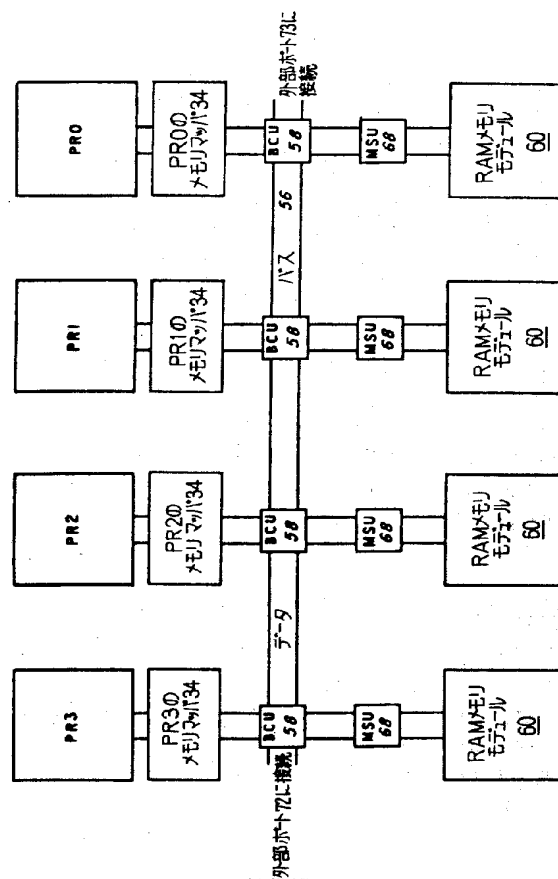 PR3
PR2
PR1
PR0
PR3の
メモリマッパ34
PR2の
メモリマッパ34
PR1の
メモリマッパ34
PR0の
メモリマッパ34
外部ポート72に接続
BCU
58
データ
BCU
58
BCU
58
バス 56
BCU
58
外部ポート73に
接続
MSU
68
MSU
68
MSU
68
MSU
68
RAMメモリ
モデュール
60
RAMメモリ
モデュール
60
RAMメモリ
モデュール
60
RAMメモリ
モデュール
60